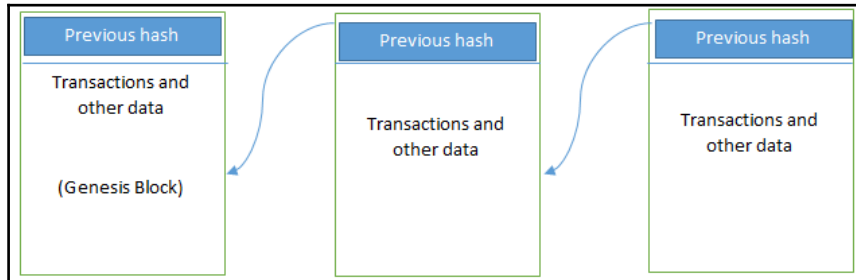 Previous hash
Transactions and
other data
(Genesis Block)
Previous hash
Transactions and
other data
Previous hash
Transactions and
other data